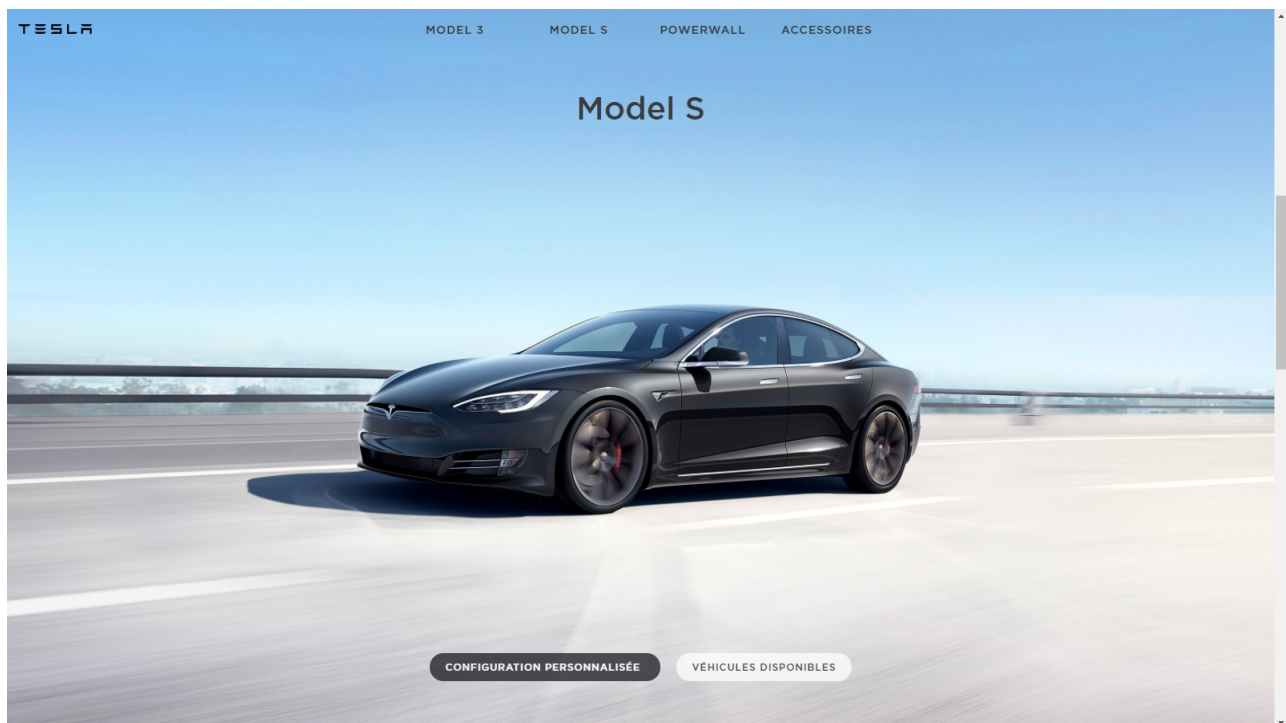 TESLA
MODEL 3 MODEL S POWERWALL ACCESSOIRES
Model S
CONFIGURATION PERSONNALISÉE VÉHICULES DISPONIBLES